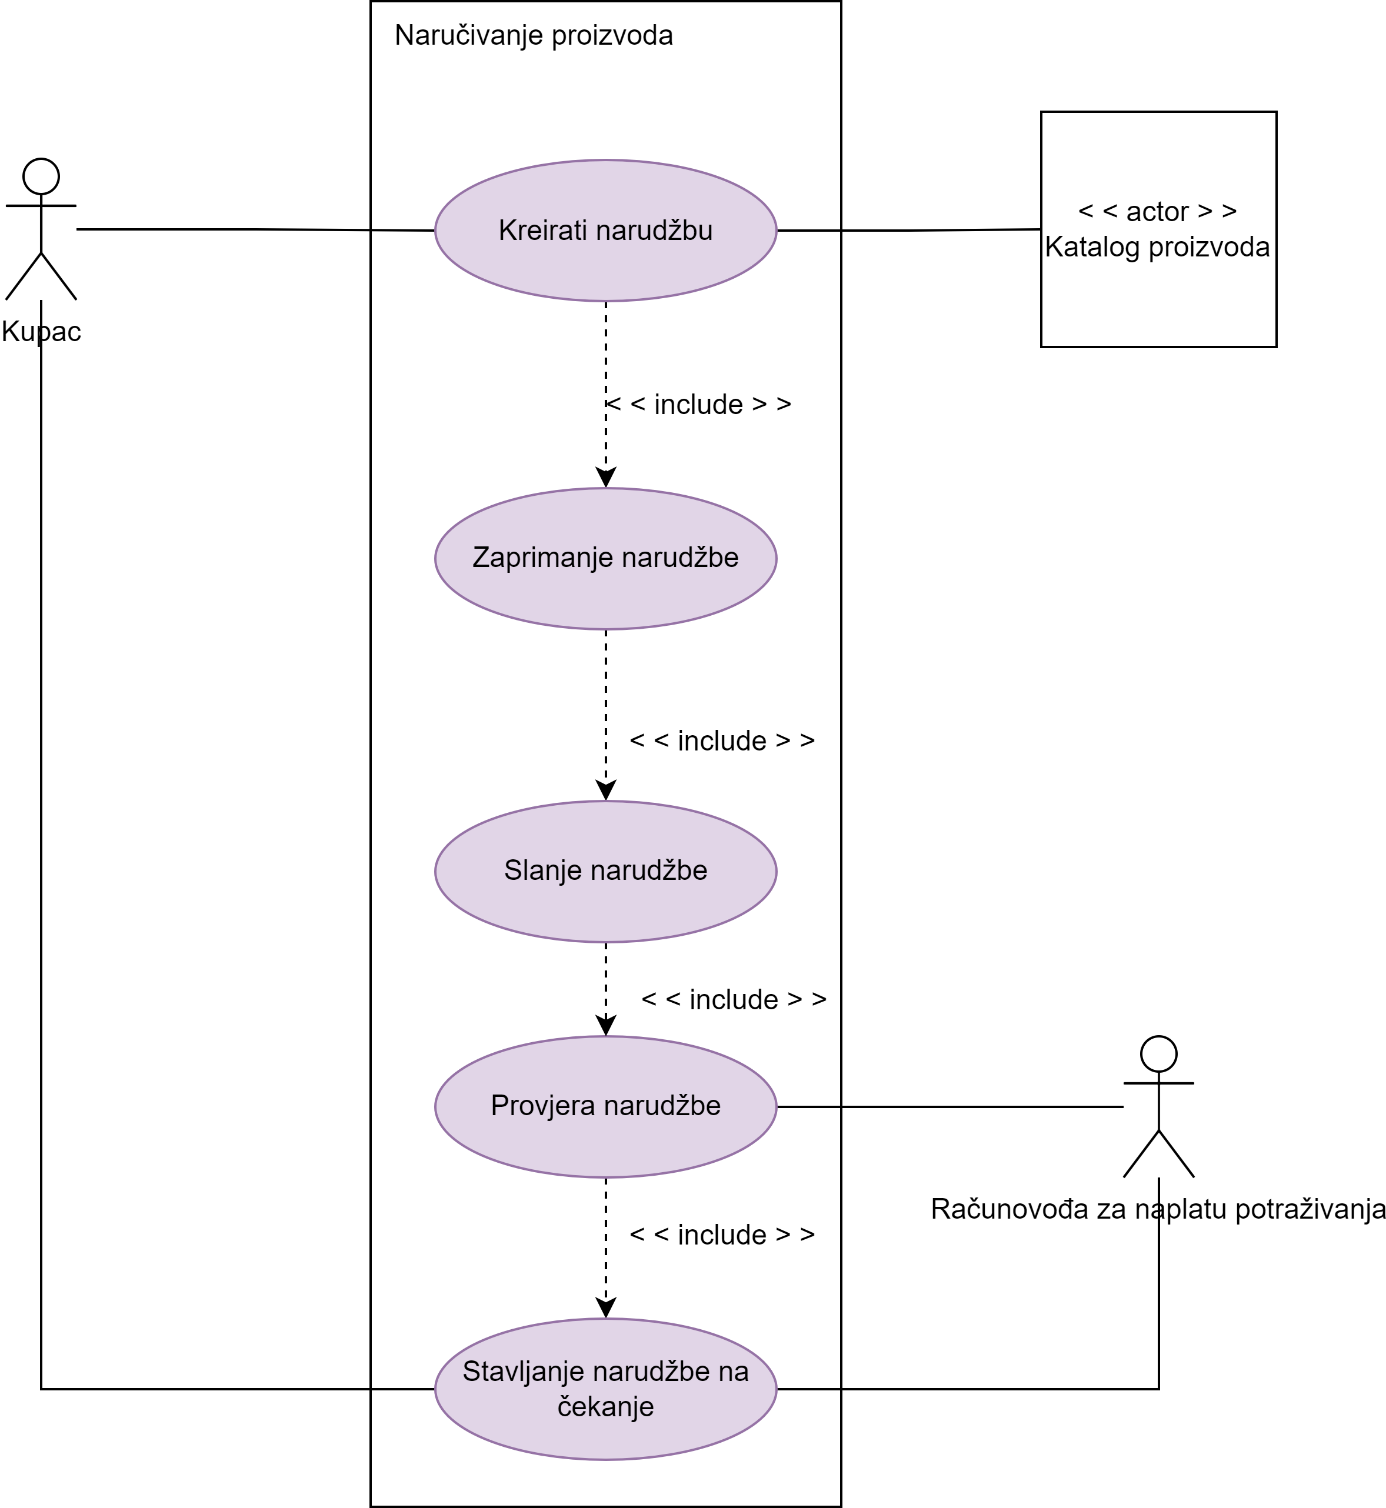 Naručivanje proizvoda
Kreirati narudžbu
< < actor > >
Katalog proizvoda
Kupac
< < include > >
Zaprimanje narudžbe
< < include > >
Slanje narudžbe
< < include > >
Provjera narudžbe
Računovođa za naplatu potraživanja
< < include > >
Stavljanje narudžbe na
čekanje